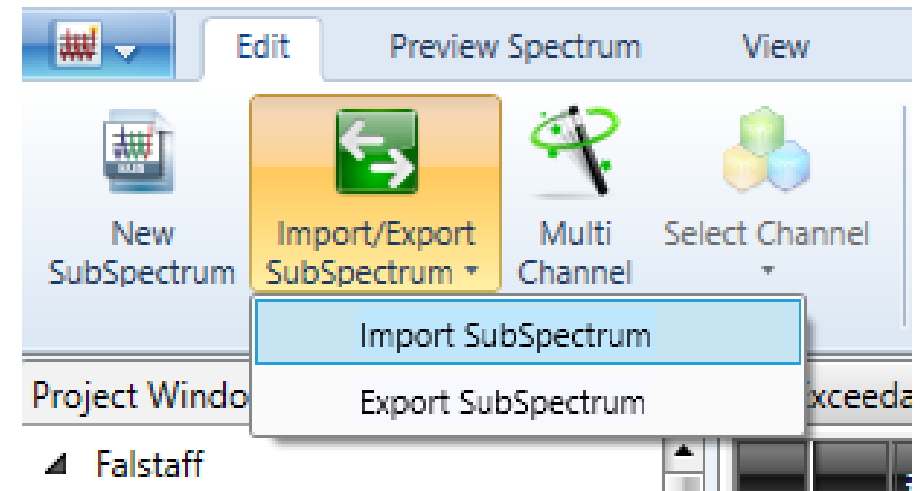 Edit Preview Spectrum View
New SubSpectrum
Import/Export SubSpectrum
Multi Channel
Select Channel
Import SubSpectrum
Export SubSpectrum
Project Windo
xceeda
Falstaff